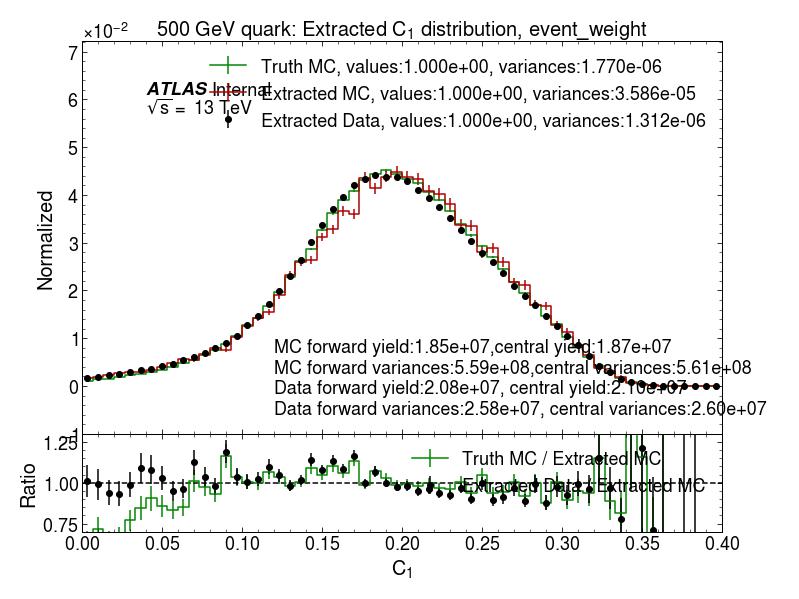 ×10⁻² 500 GeV quark: Extracted C₁ distribution, event_weight
7
Truth MC, values:1.000e+00, variances:1.770e-06
ATLAS Internal
Extracted MC, values:1.000e+00, variances:3.586e-05
6
√s = 13 TeV
Extracted Data, values:1.000e+00, variances:1.312e-06
5
4
3
2
1
0
1
Normalized
MC forward yield:1.85e+07,central yield:1.87e+07
MC forward variances:5.59e+08,central variances:5.61e+08
Data forward yield:2.08e+07, central yield:2.10e+07
Data forward variances:2.58e+07, central variances:2.60e+07
1.25
1.00
0.75
Ratio
Truth MC / Extracted MC
Extracted Data / Extracted MC
0.00 0.05 0.10 0.15 0.20 0.25 0.30 0.35 0.40
C₁